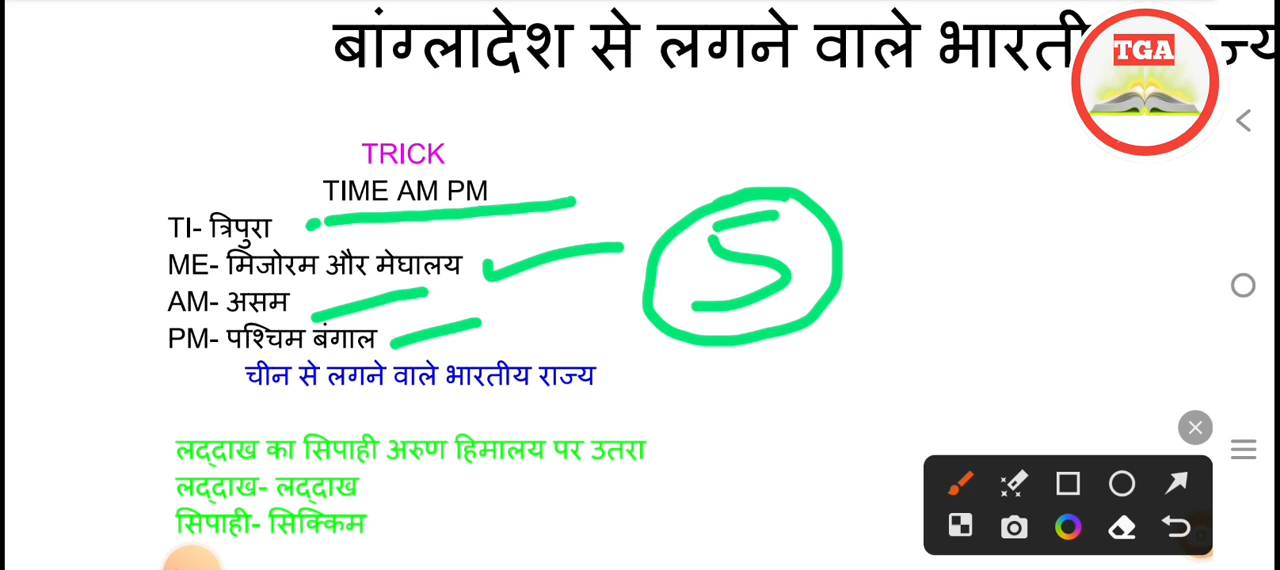 बांग्लादेश से लगने वाले भारती ज्य
TGA
TRICK
TIME AM PM
TI- त्रिपुरा
ME- मिजोरम और मेघालय
AM- असम
PM- पश्चिम बंगाल
5
चीन से लगने वाले भारतीय राज्य
लद्दाख का सिपाही अरुण हिमालय पर उतरा
लद्दाख- लद्दाख
सिपाही- सिक्किम